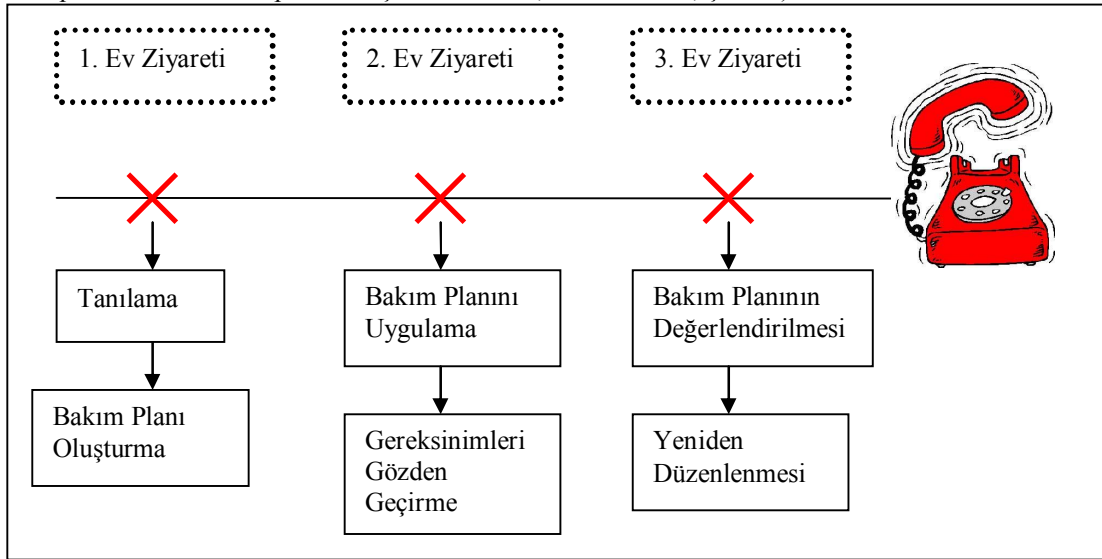 1. Ev Ziyareti
2. Ev Ziyareti
3. Ev Ziyareti
Tanılama
Bakım Planı
Oluşturma
Bakım Planını
Uygulama
Gereksinimleri
Gözden
Geçirme
Bakım Planının
Değerlendirilmesi
Yeniden
Düzenlenmesi